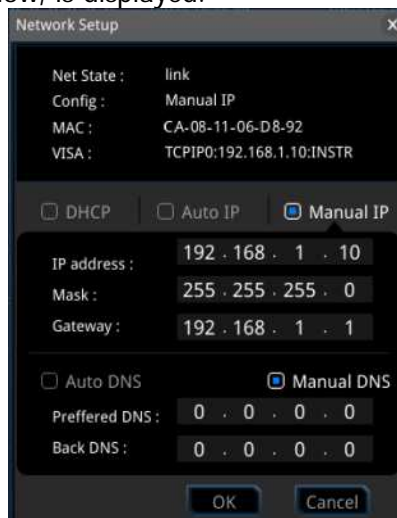 is displayed.
Network Setup x
Net State : link
Config : Manual IP
MAC : CA-08-11-06-D8-92
VISA : TCPIP0:192.168.1.10:INSTR
DHCP Auto IP Manual IP
IP address : 192 . 168 . 1 . 10
Mask : 255 . 255 . 255 . 0
Gateway : 192 . 168 . 1 . 1
Auto DNS Manual DNS
Preffered DNS : 0 . 0 . 0 . 0
Back DNS : 0 . 0 . 0 . 0
OK Cancel